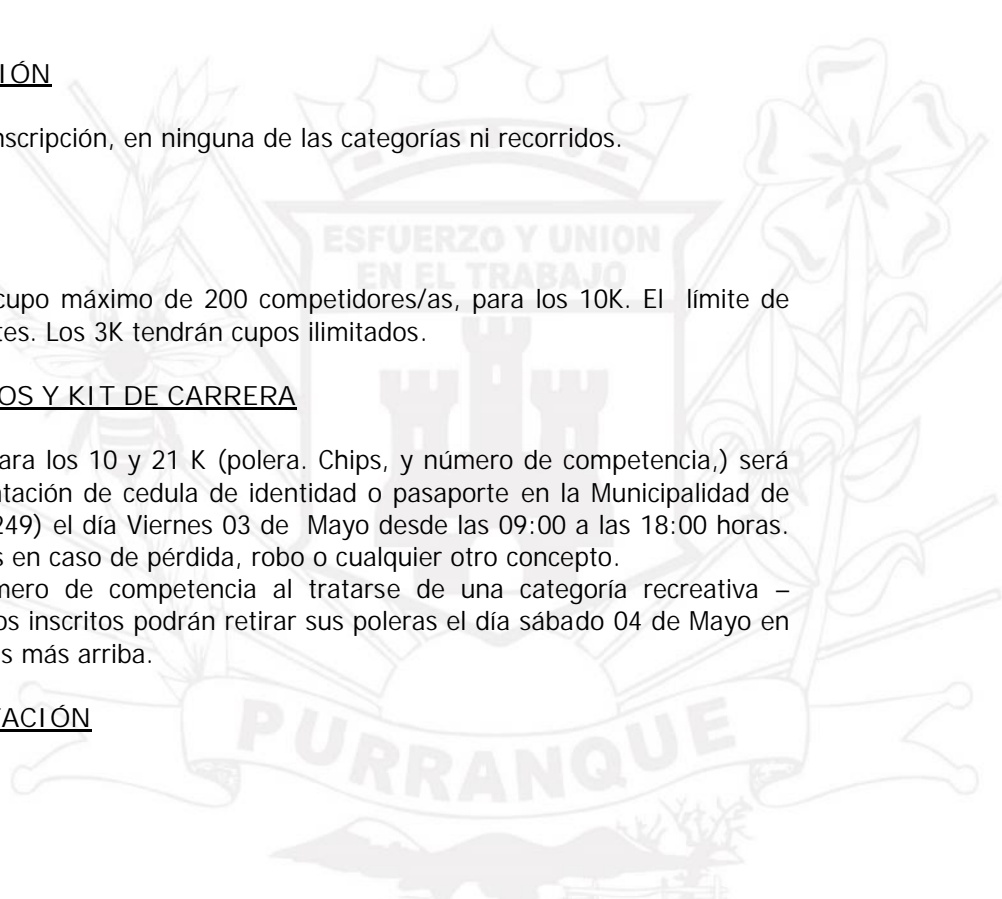 IÓN
nscripción, en ninguna de las categorías ni recorridos.
ESFUERZO Y UNION
EN EL TRABAJO
cupo máximo de 200 competidores/as, para los 10K. El límite de
tes. Los 3K tendrán cupos ilimitados.
OS Y KIT DE CARRERA
ara los 10 y 21 K (polera. Chips, y número de competencia,) será
tación de cedula de identidad o pasaporte en la Municipalidad de
249) el día Viernes 03 de Mayo desde las 09:00 a las 18:00 horas.
s en caso de pérdida, robo o cualquier otro concepto.
mero de competencia al tratarse de una categoría recreativa –
os inscritos podrán retirar sus poleras el día sábado 04 de Mayo en
s más arriba.
TACIÓN
PURRANQUE